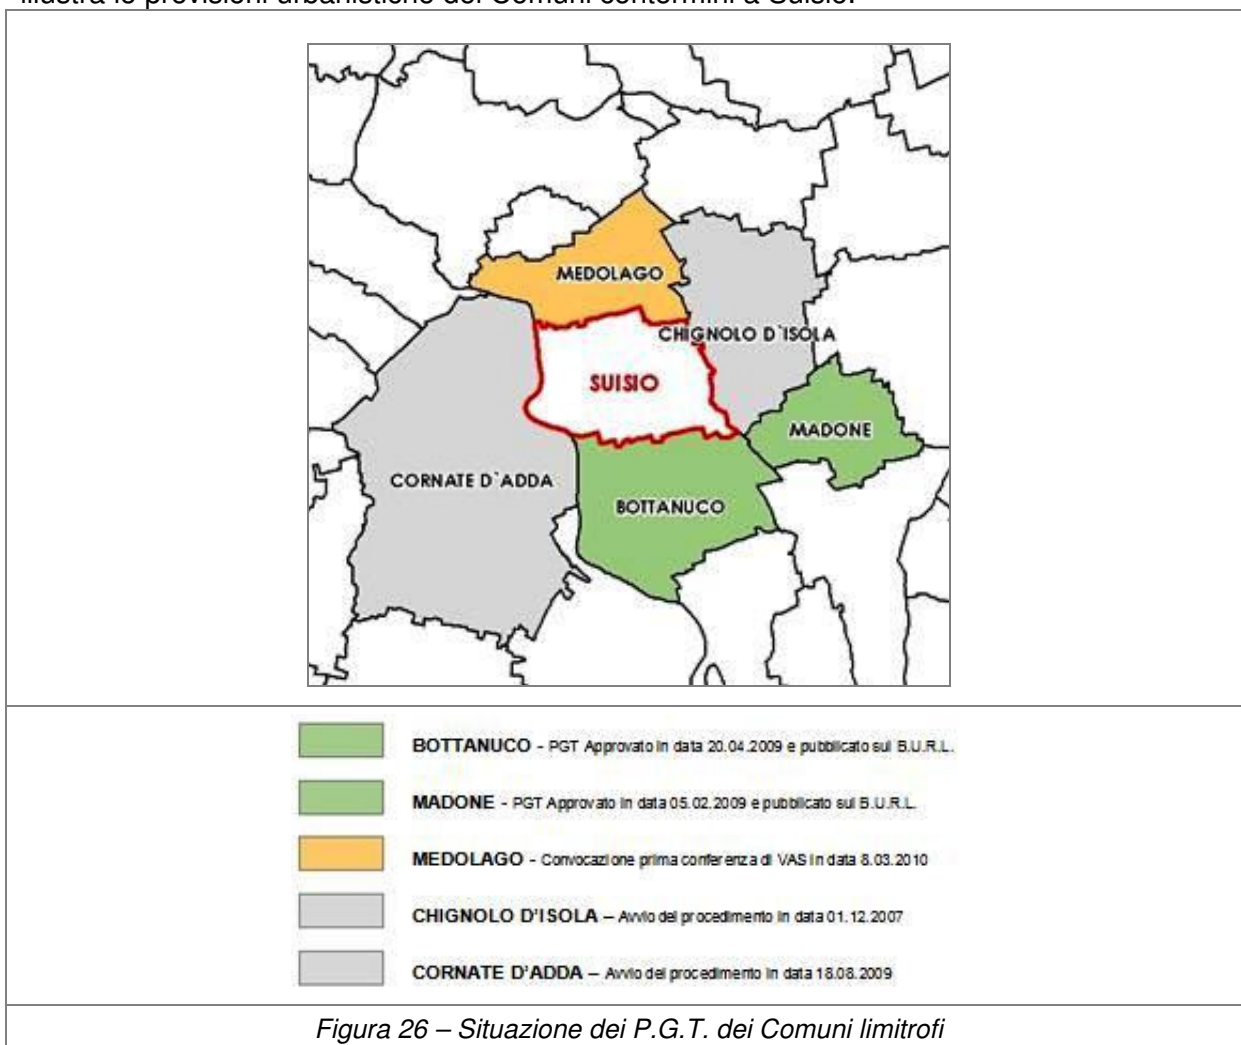 illustra le previsioni urbanistiche dei Comuni contermini a Suisio.
MEDOLAGO
CHIGNOLO D`ISOLA
SUISIO
MADONE
CORNATE D`ADDA
BOTTANUCO
BOTTANUCO - PGT Approvato in data 20.04.2009 e pubblicato sul B.U.R.L.
MADONE - PGT Approvato in data 05.02.2009 e pubblicato sul B.U.R.L.
MEDOLAGO - Convocazione prima conferenza di VAS in data 8.03.2010
CHIGNOLO D'ISOLA – Avvio del procedimento in data 01.12.2007
CORNATE D'ADDA – Avvio del procedimento in data 18.08.2009
Figura 26 – Situazione dei P.G.T. dei Comuni limitrofi